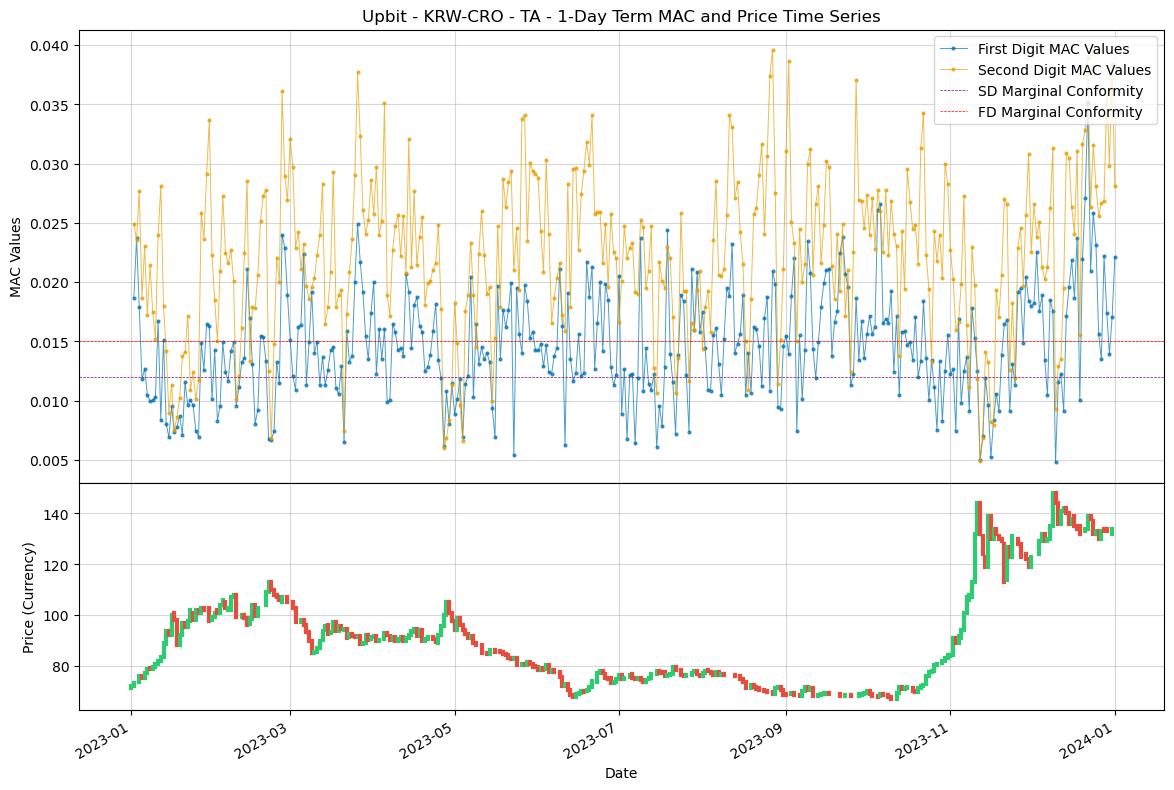 Upbit - KRW-CRO - TA - 1-Day Term MAC and Price Time Series
First Digit MAC Values
Second Digit MAC Values
SD Marginal Conformity
FD Marginal Conformity
MAC Values
0.040
0.035
0.030
0.025
0.020
0.015
0.010
0.005
Price (Currency)
140
120
100
80
2023-01
2023-03
2023-05
2023-07
2023-09
2023-11
2024-01
Date